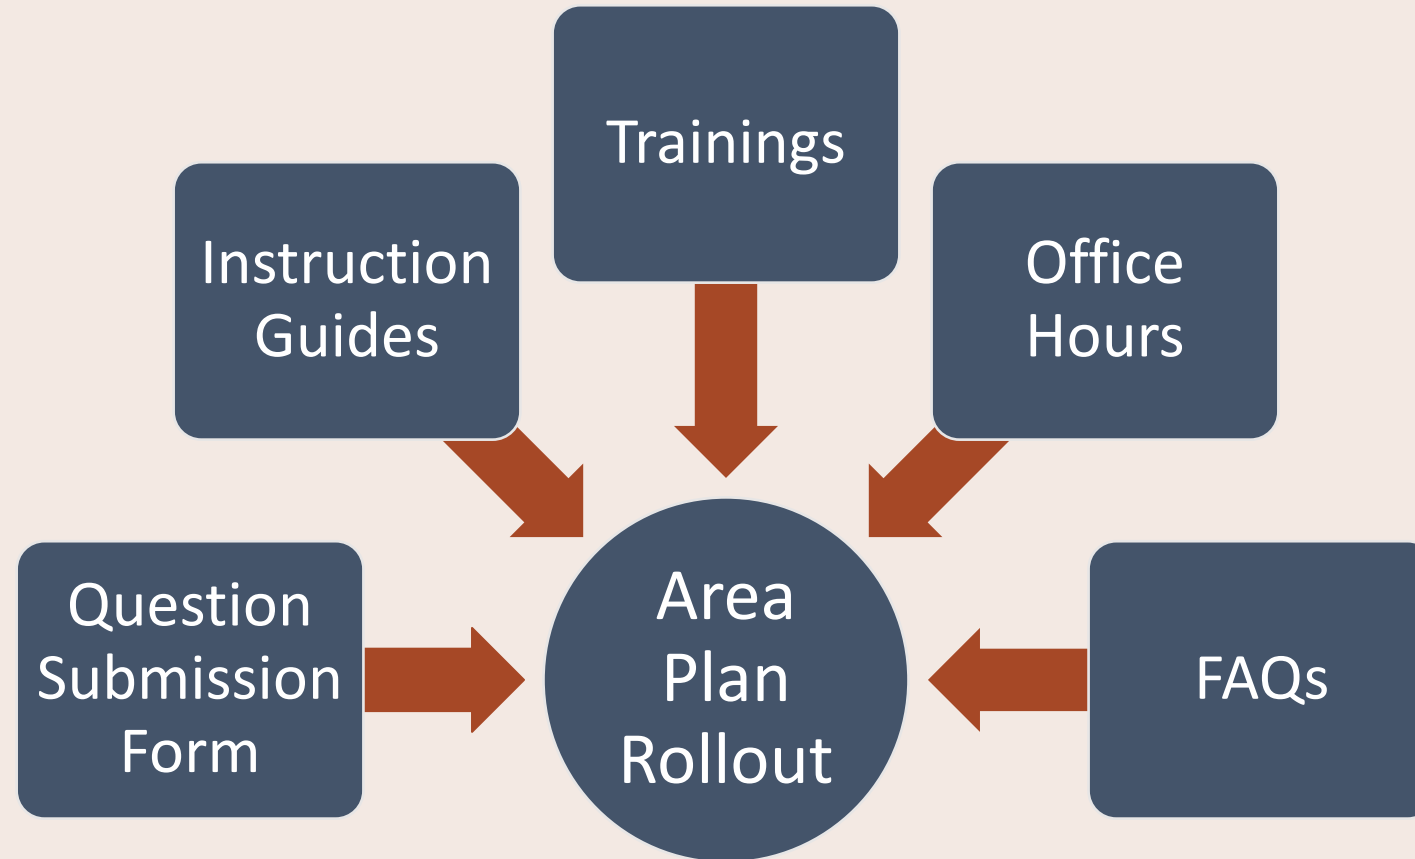 Trainings
Instruction
Guides
Office
Hours
Question
Submission
Form
Area
Plan
Rollout
FAQs